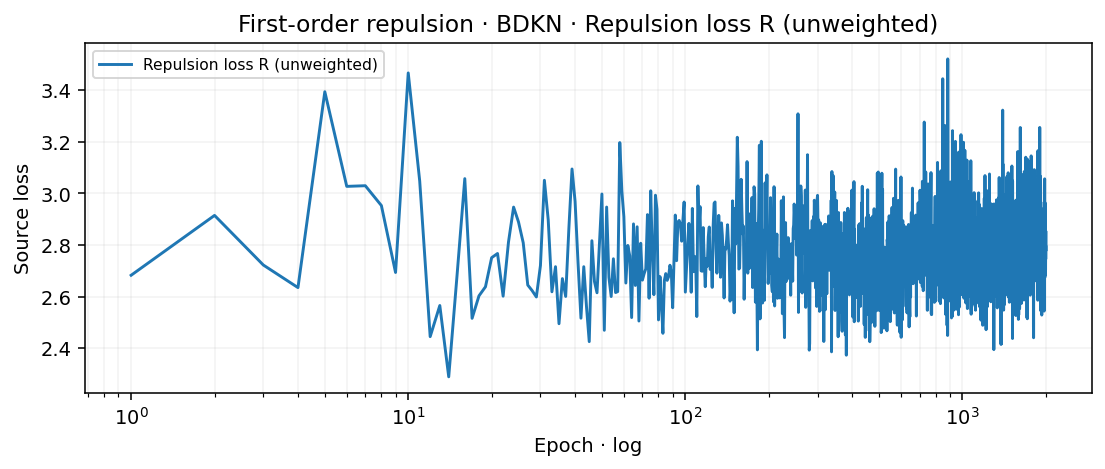 First-order repulsion · BDKN · Repulsion loss R (unweighted)
Repulsion loss R (unweighted)
Source loss
3.4
3.2
3.0
2.8
2.6
2.4
10⁰ 10¹ 10² 10³
Epoch · log